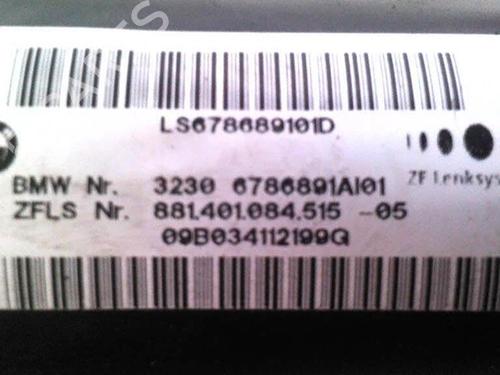 LS678689101D
BMW Nr. 3230 6786891AI01
ZF Lenksys
ZFLS Nr. 881.401.084.515 -05
09B034112199G